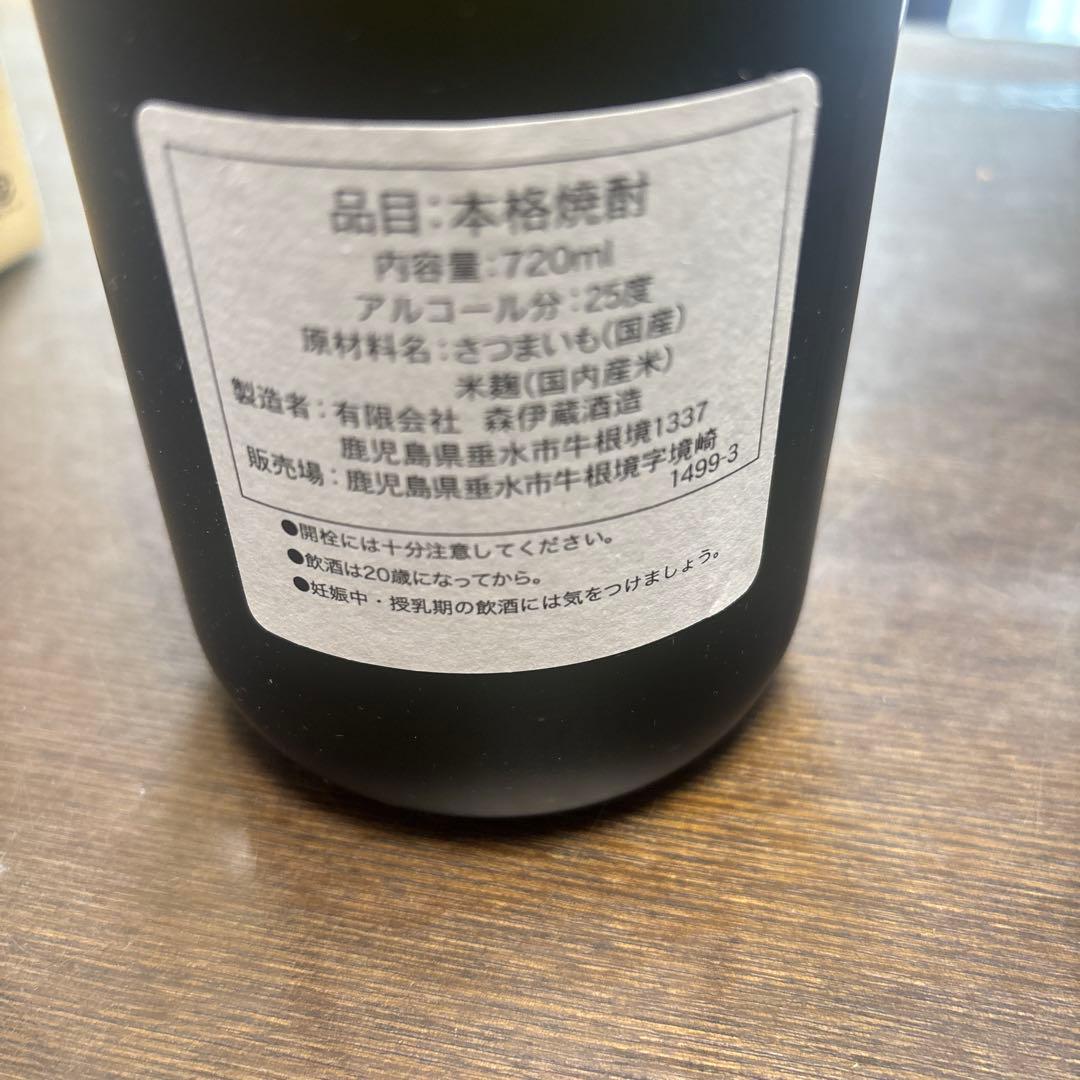 品目:本格焼酎
内容量:720ml
アルコール分:25度
原材料名:さつまいも(国産)
米麹(国内産米)
製造者:有限会社 森伊蔵酒造
鹿児島県垂水市牛根境1337
販売場:鹿児島県垂水市牛根境字境崎
1499-3
●開栓には十分注意してください。
●飲酒は20歳になってから。
●妊娠中・授乳期の飲酒には気をつけましょう。